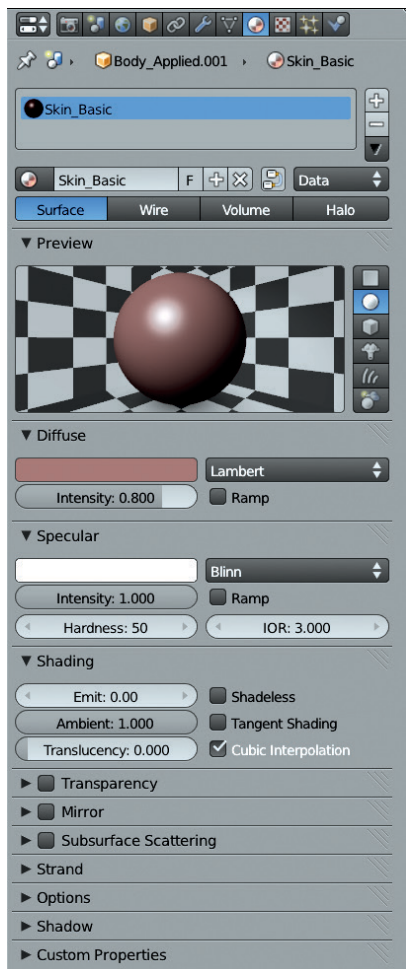 Body_Applied.001 Skin_Basic
Skin_Basic
Skin_Basic F Data
Surface Wire Volume Halo
Preview
Diffuse
Lambert
Intensity: 0.800 Ramp
Specular
Blinn
Intensity: 1.000 Ramp
Hardness: 50 IOR: 3.000
Shading
Emit: 0.00 Shadeless
Ambient: 1.000 Tangent Shading
Translucency: 0.000 Cubic Interpolation
Transparency
Mirror
Subsurface Scattering
Strand
Options
Shadow
Custom Properties